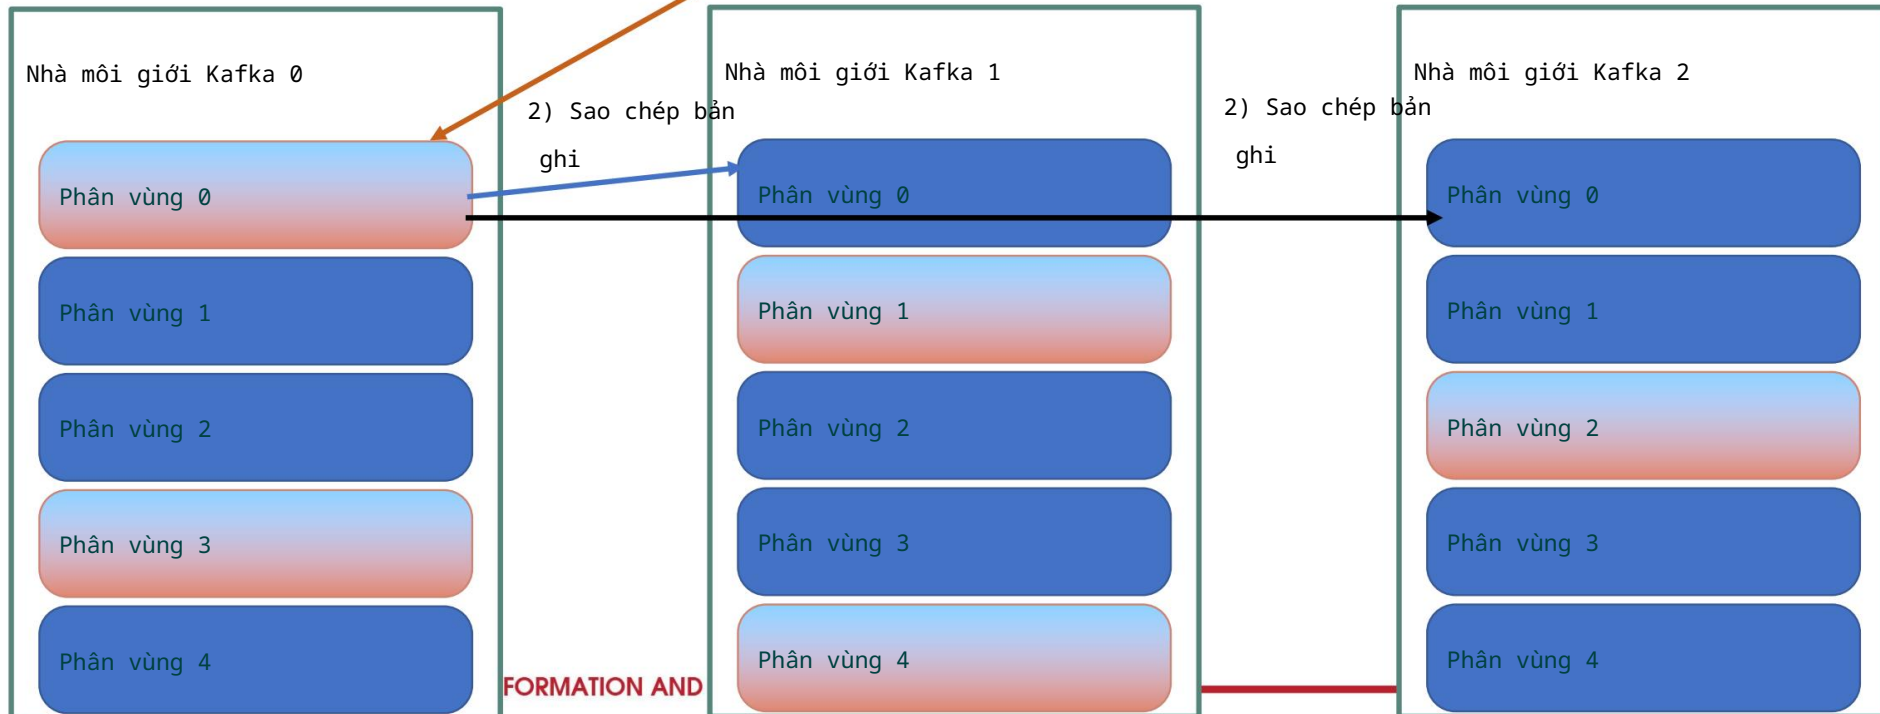 Nhà môi giới Kafka 0
Phân vùng 0
Phân vùng 1
Phân vùng 2
Phân vùng 3
Phân vùng 4
2) Sao chép bản
ghi
Nhà môi giới Kafka 1
Phân vùng 0
Phân vùng 1
Phân vùng 2
Phân vùng 3
Phân vùng 4
2) Sao chép bản
ghi
Nhà môi giới Kafka 2
Phân vùng 0
Phân vùng 1
Phân vùng 2
Phân vùng 3
Phân vùng 4
FORMATION AND